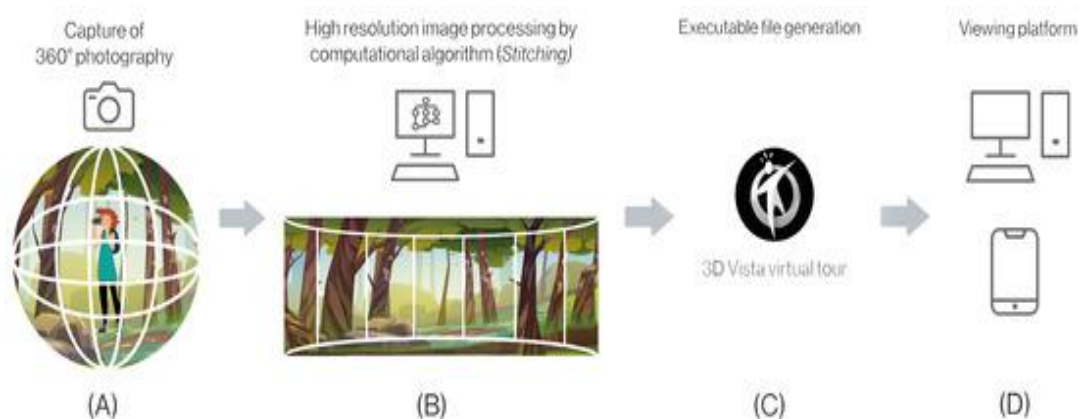 Capture of
360° photography
High resolution image processing by
computational algorithm (Stitching)
Executable file generation
Viewing platform
3D Vista virtual tour
(A)
(B)
(C)
(D)